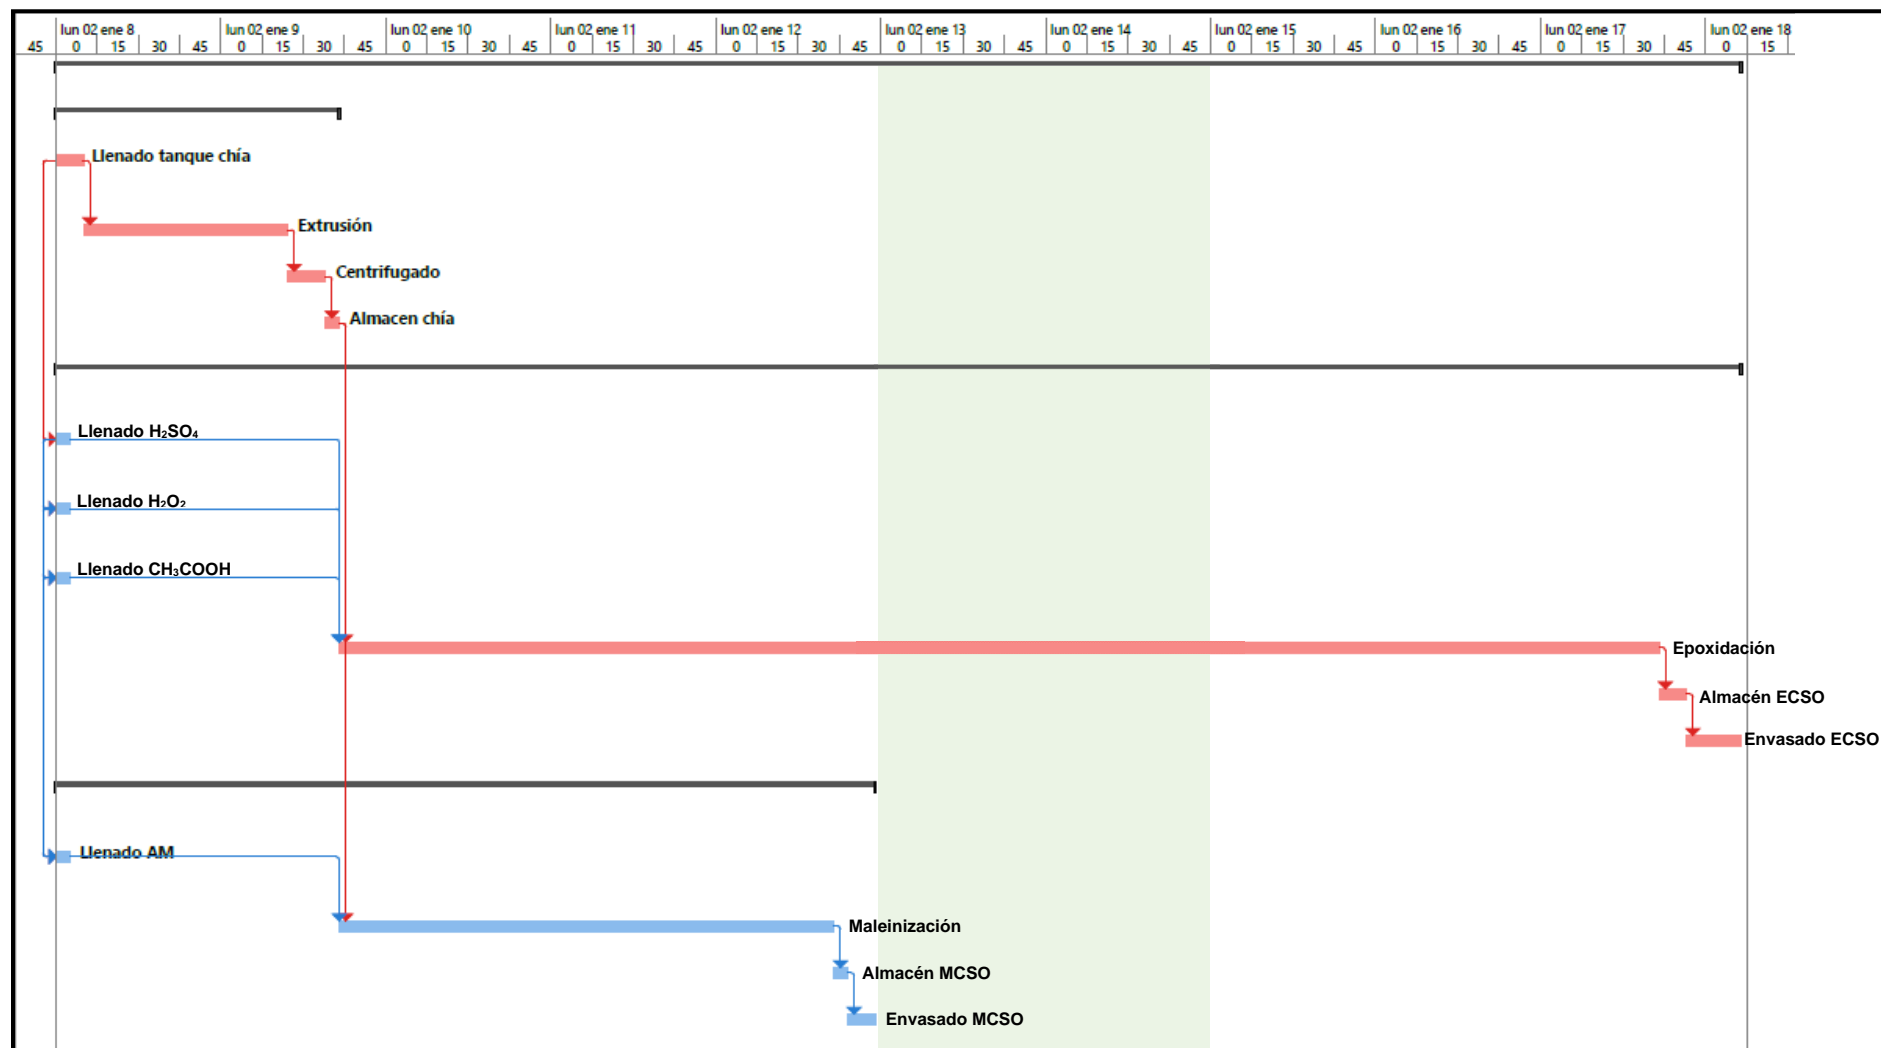 lun 02 ene 8 lun 02 ene 9 lun 02 ene 10 lun 02 ene 11 lun 02 ene 12 lun 02 ene 13 lun 02 ene 14 lun 02 ene 15 lun 02 ene 16 lun 02 ene 17 lun 02 ene 18
45 0 15 30 45 0 15 30 45 0 15 30 45 0 15 30 45 0 15 30 45 0 15 30 45 0 15 30 45 0 15 30 45 0 15 30 45 0 15 30 45 0 15
Llenado tanque chía
Extrusión
Centrifugado
Almacen chía
Llenado H₂SO₄
Llenado H₂O₂
Llenado CH₃COOH
Epoxidación
Almacén ECSO
Envasado ECSO
Llenado AM
Maleinización
Almacén MCSO
Envasado MCSO